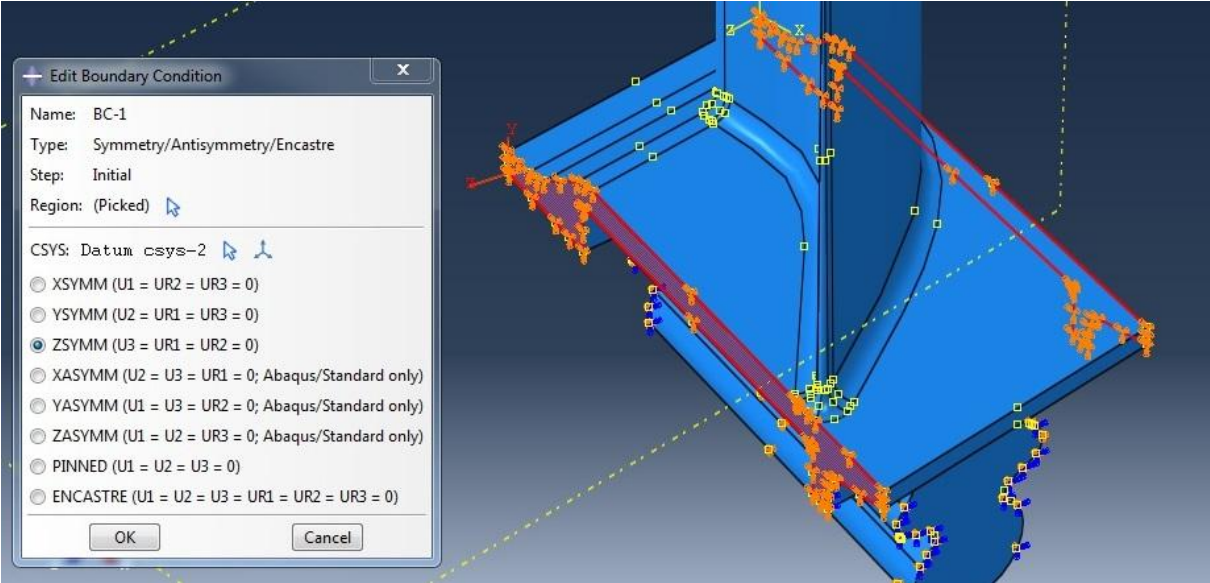 Edit Boundary Condition
X
Name: BC-1
Type: Symmetry/Antisymmetry/Encastre
Step: Initial
Region: (Picked)
CSYS: Datum csys-2
XSYMM (U1 = UR2 = UR3 = 0)
YSYMM (U2 = UR1 = UR3 = 0)
ZSYMM (U3 = UR1 = UR2 = 0)
XASYMM (U2 = U3 = UR1 = 0; Abaqus/Standard only)
YASYMM (U1 = U3 = UR2 = 0; Abaqus/Standard only)
ZASYMM (U1 = U2 = UR3 = 0; Abaqus/Standard only)
PINNED (U1 = U2 = U3 = 0)
ENCASTRE (U1 = U2 = U3 = UR1 = UR2 = UR3 = 0)
OK Cancel
Z X
Y
Z